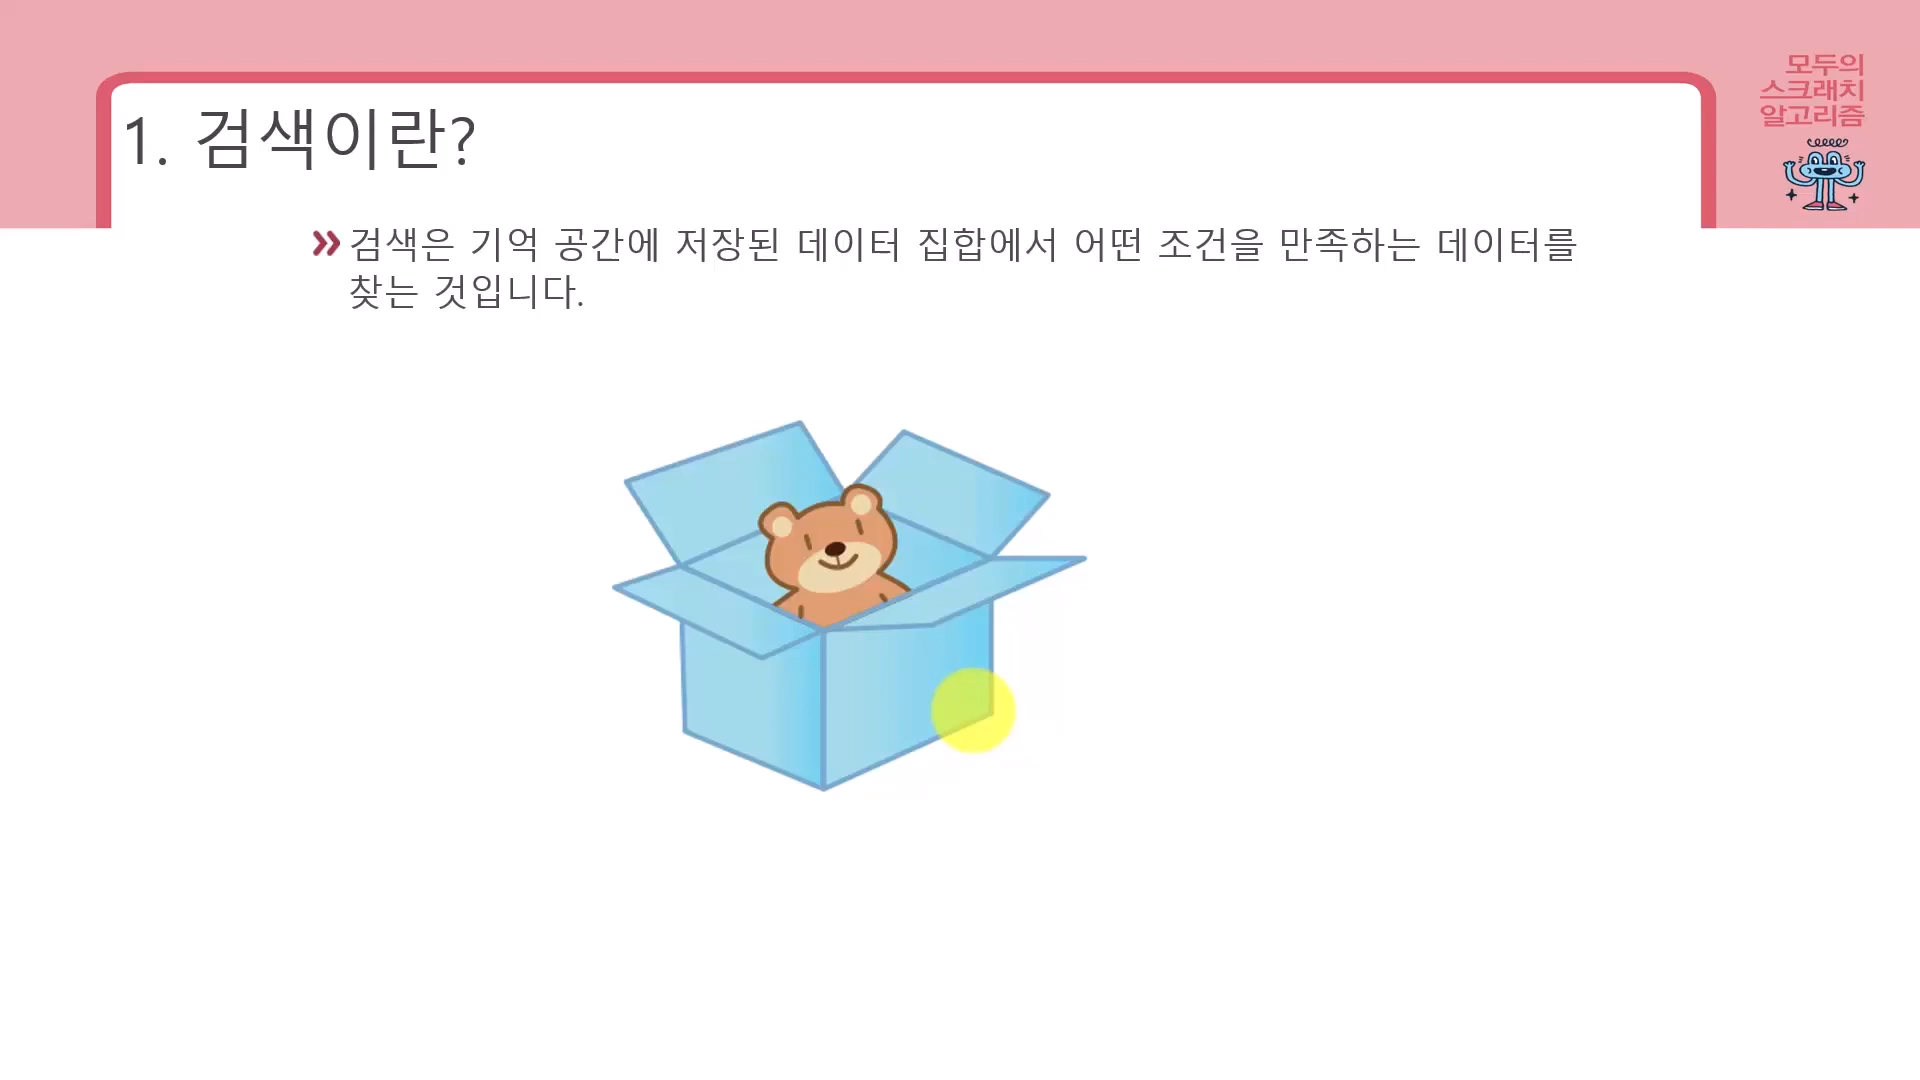 모두의
스크래치
알고리즘
1. 검색이란?
검색은 기억 공간에 저장된 데이터 집합에서 어떤 조건을 만족하는 데이터를
찾는 것입니다.